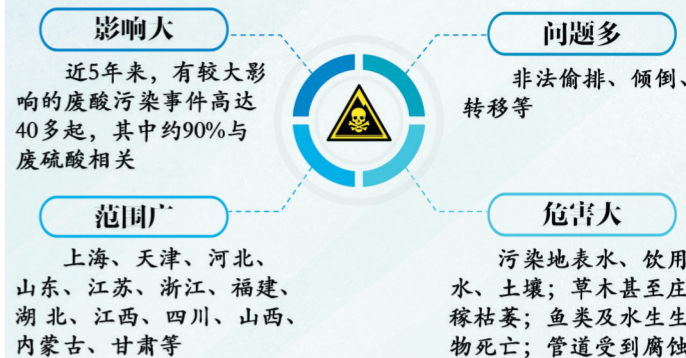 影响大
近5年来，有较大影
响的废酸污染事件高达
40多起，其中约90%与
废硫酸相关
问题多
非法偷排、倾倒、
转移等
范围广
上海、天津、河北、
山东、江苏、浙江、福建、
湖 北、江西、四川、山西、
内蒙古、甘肃等
危害大
污染地表水、饮用
水、土壤；草木甚至庄
稼枯萎；鱼类及水生生
物死亡；管道受到腐蚀